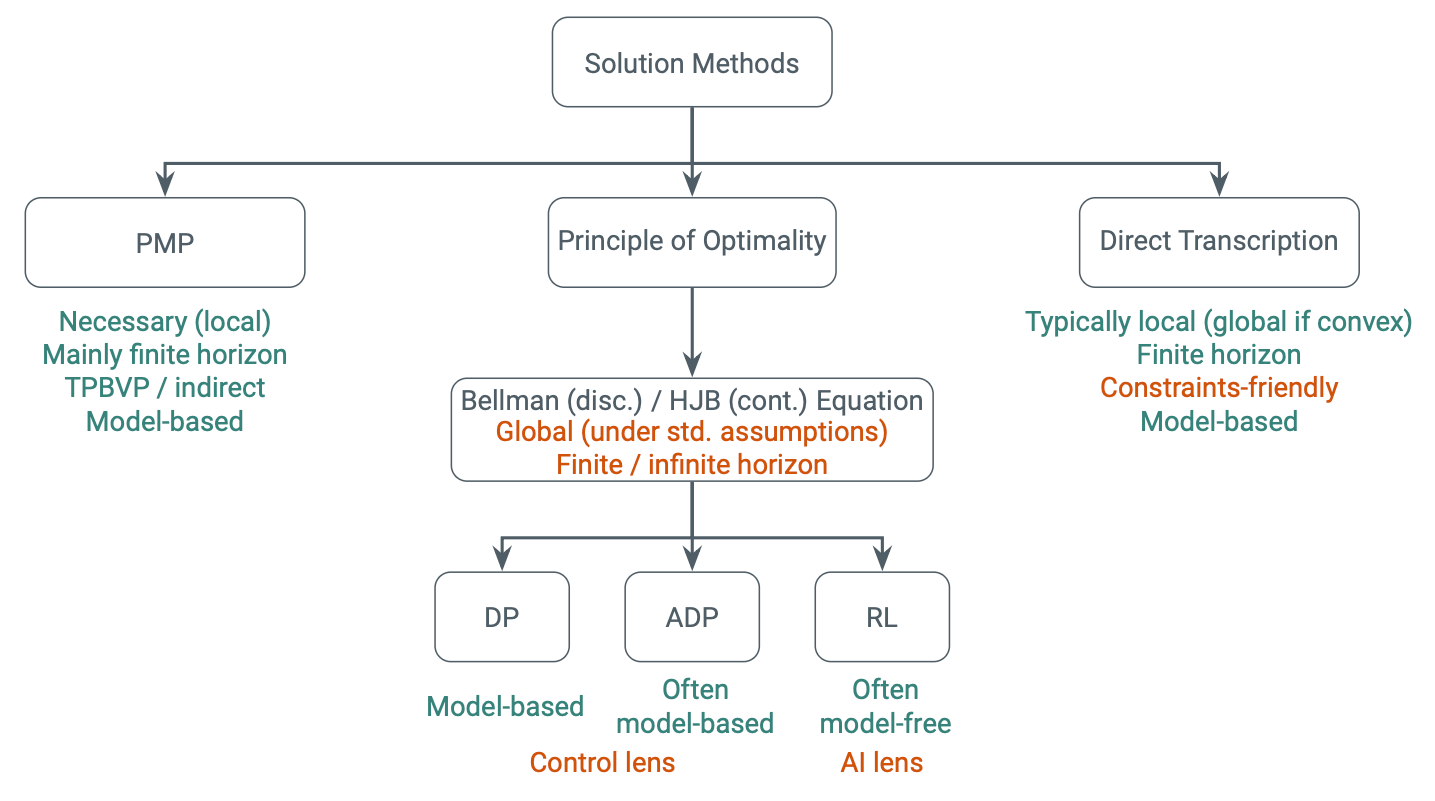 Solution Methods
PMP
Necessary (local)
Mainly finite horizon
TPBVP / indirect
Model-based
Principle of Optimality
Bellman (disc.) / HJB (cont.) Equation
Global (under std. assumptions)
Finite / infinite horizon
DP
Model-based
ADP
Often
model-based
Control lens
RL
Often
model-free
AI lens
Direct Transcription
Typically local (global if convex)
Finite horizon
Constraints-friendly
Model-based